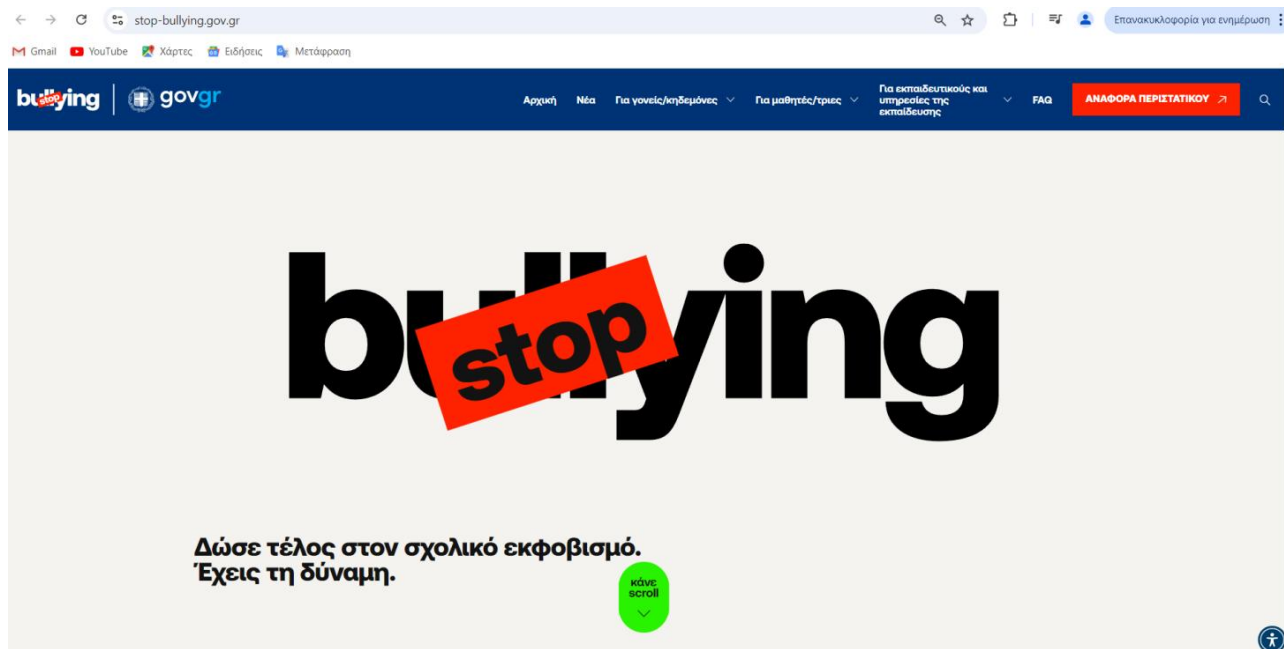 stop-bullying.gov.gr
Επανακυκλοφορία για ενημέρωση
Gmail YouTube Χάρτες Ειδήσεις Μετάφραση
bullying stop govgr
Αρχική Νέα Για γονείς/κηδεμόνες Για μαθητές/τριες
Για εκπαιδευτικούς και
υπηρεσίες της
εκπαίδευσης
FAQ ΑΝΑΦΟΡΑ ΠΕΡΙΣΤΑΤΙΚΟΥ
bullying
stop
Δώσε τέλος στον σχολικό εκφοβισμό.
Έχεις τη δύναμη.
κάνε
scroll